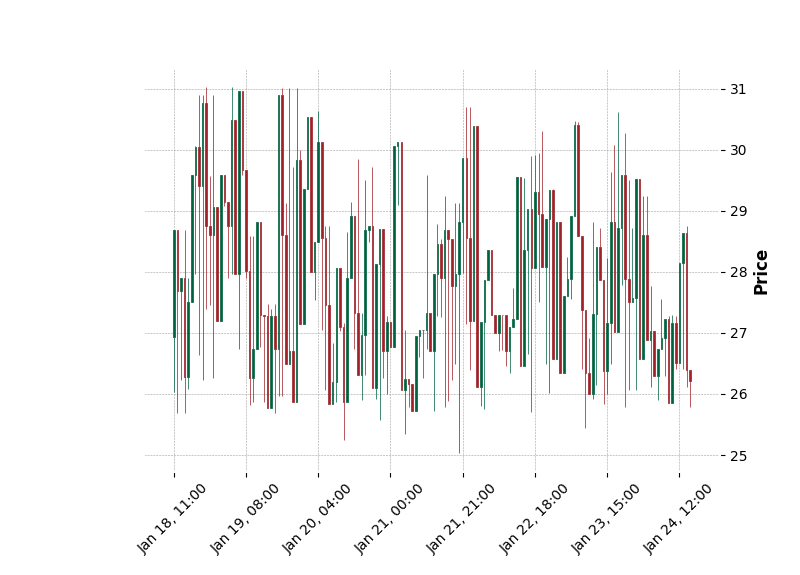 31
30
29
28
27
26
25
Price
Jan 18, 11:00
Jan 19, 08:00
Jan 20, 04:00
Jan 21, 00:00
Jan 21, 21:00
Jan 22, 18:00
Jan 23, 15:00
Jan 24, 12:00